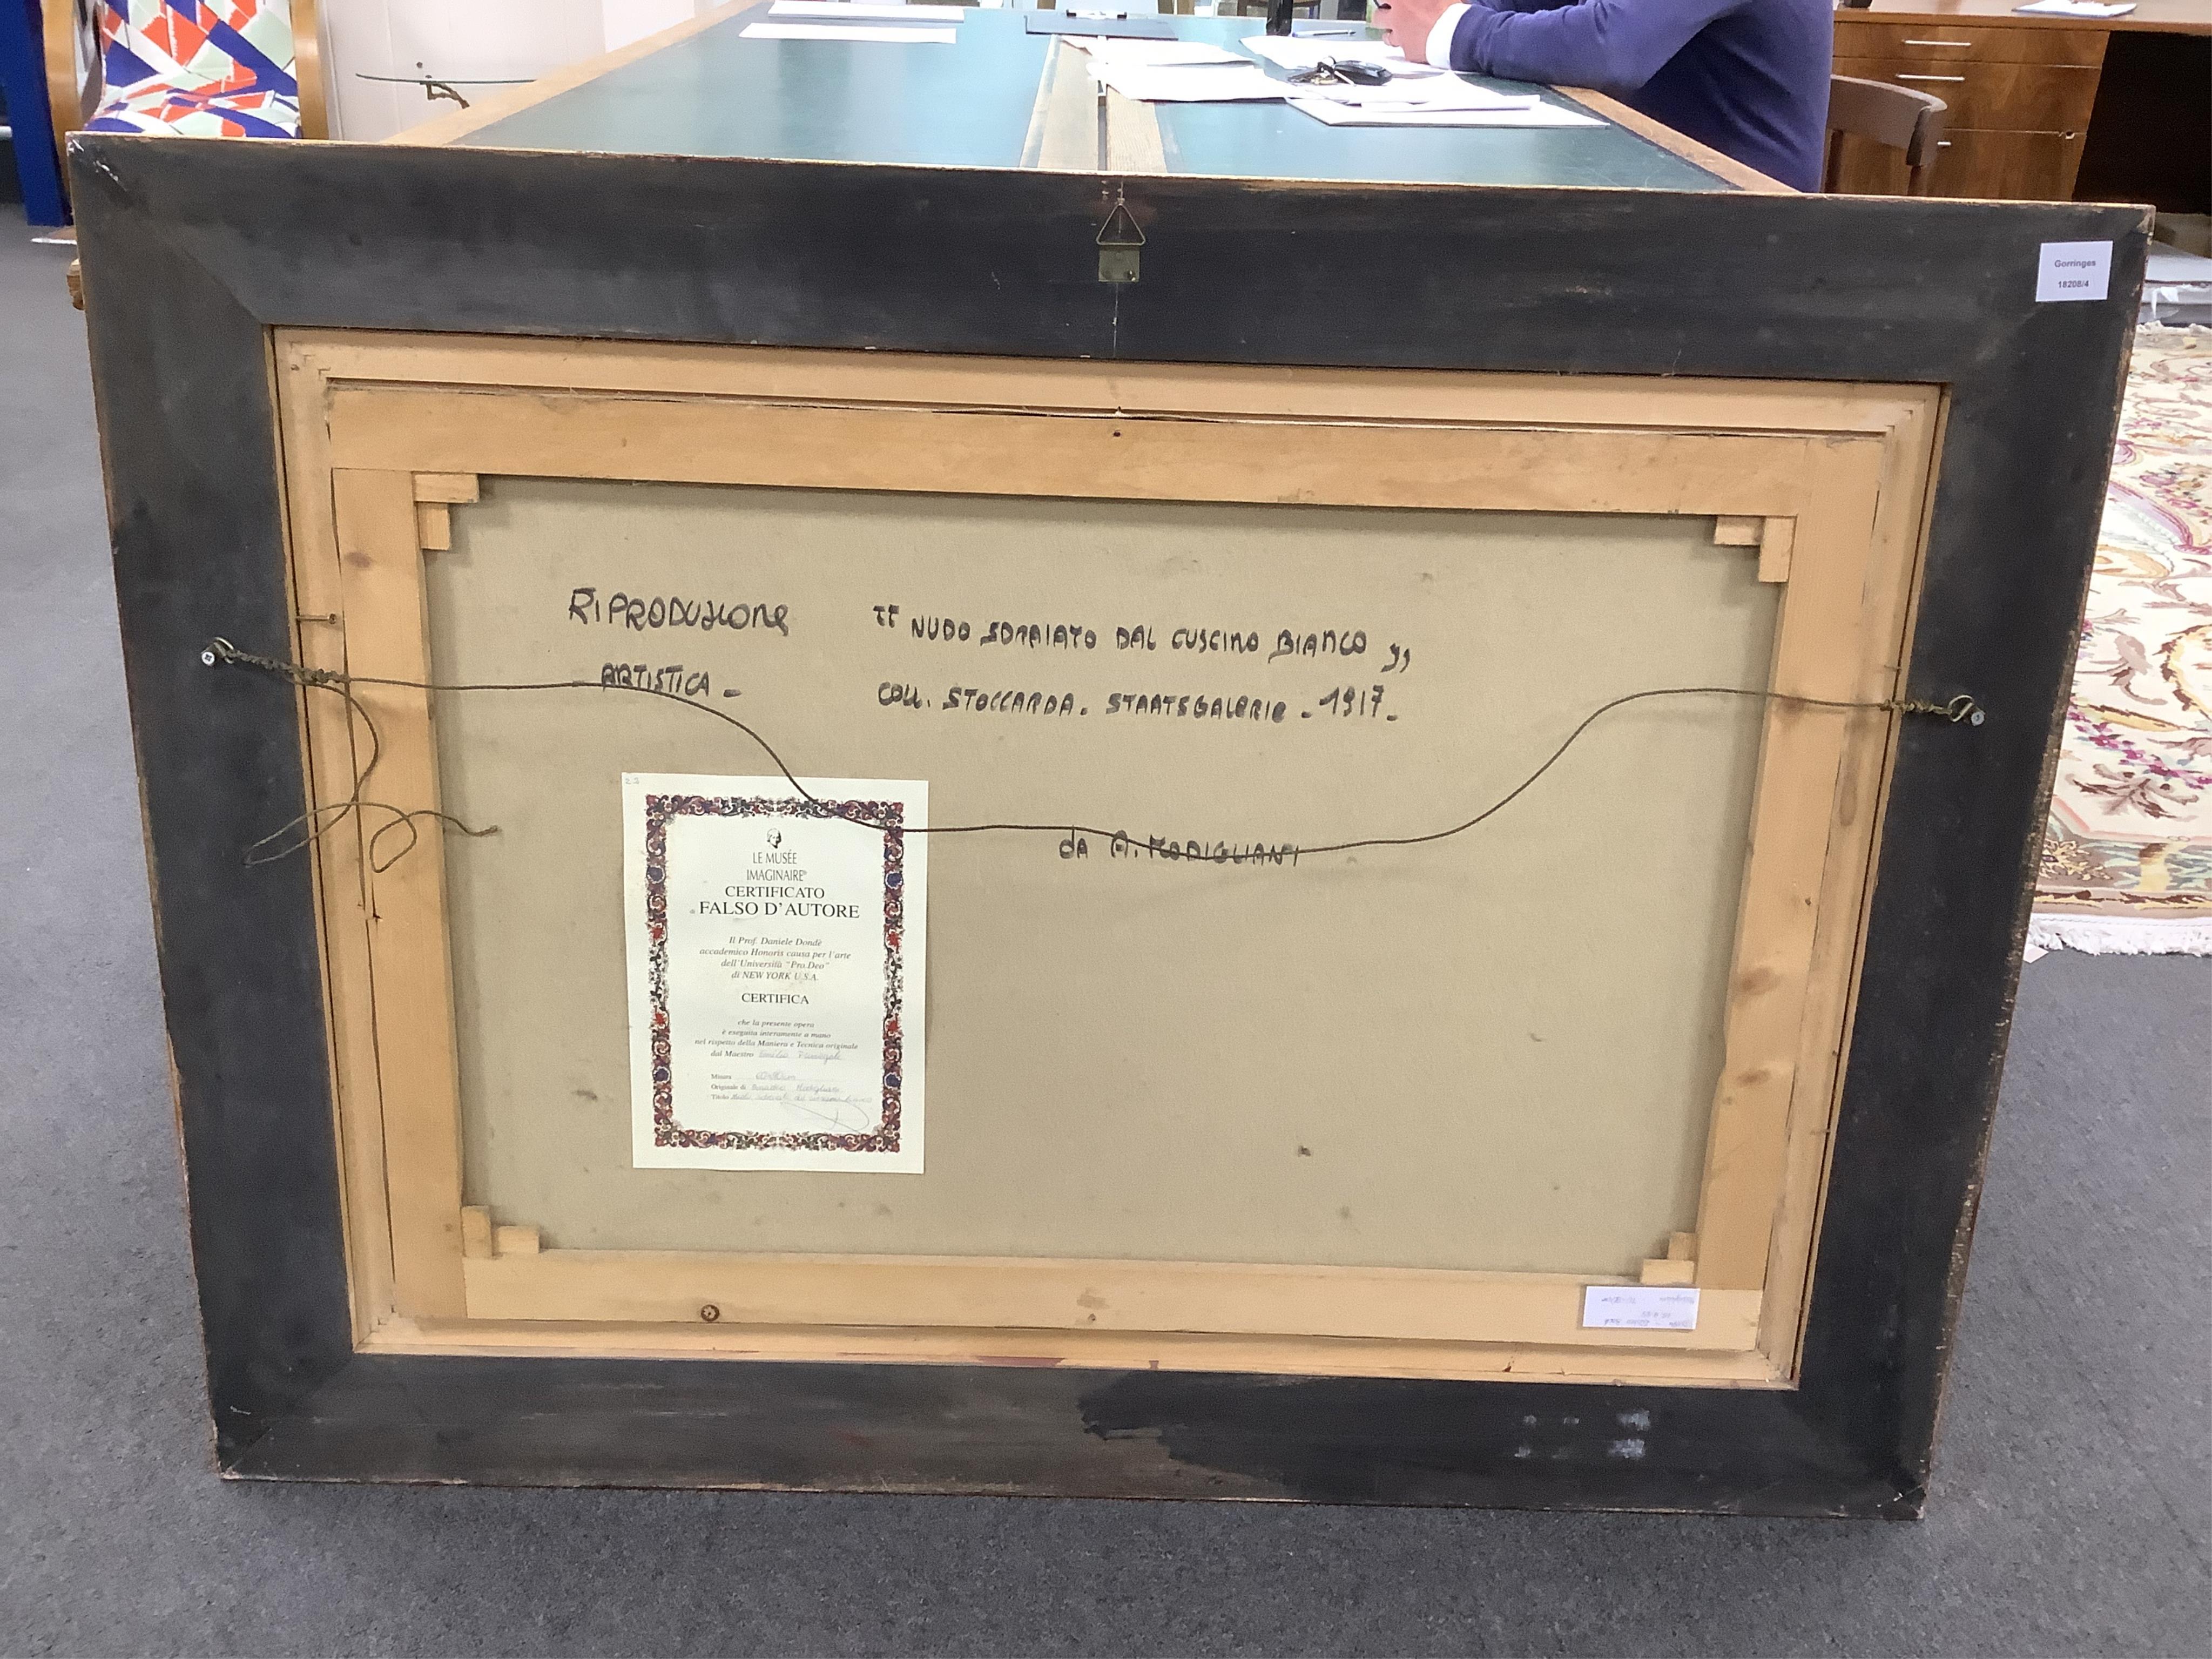 Gorringes
18208/4
RIPRODUZIONE
- ARTISTICA -
" NUDO SDRAIATO DAL CUSCINO BIANCO "
COLL. STOCCARDA. STAATSGALERIE - 1917 -
da A. MODIGLIANI
LE MUSÉE
IMAGINAIRE®
CERTIFICATO
FALSO D'AUTORE
Il Prof. Daniele Dondè
accademico Honoris causa per l'arte
dell'Università "Pro Deo"
di NEW YORK U.S.A.
CERTIFICA
che la presente opera
è eseguita interamente a mano
nel rispetto della Maniera e Tecnica originale
dal Maestro
Misura
Originale di Modigliani
Titolo